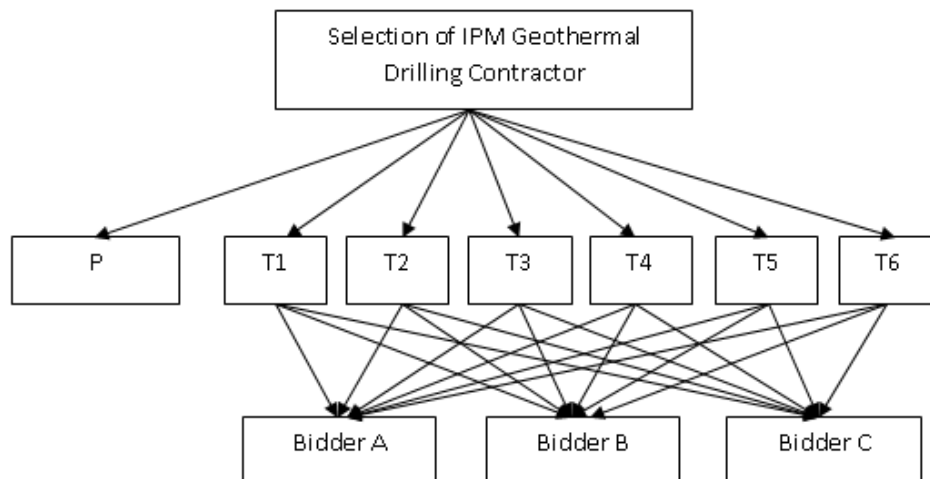 Selection of IPM Geothermal
Drilling Contractor
P
T1
T2
T3
T4
T5
T6
Bidder A
Bidder B
Bidder C